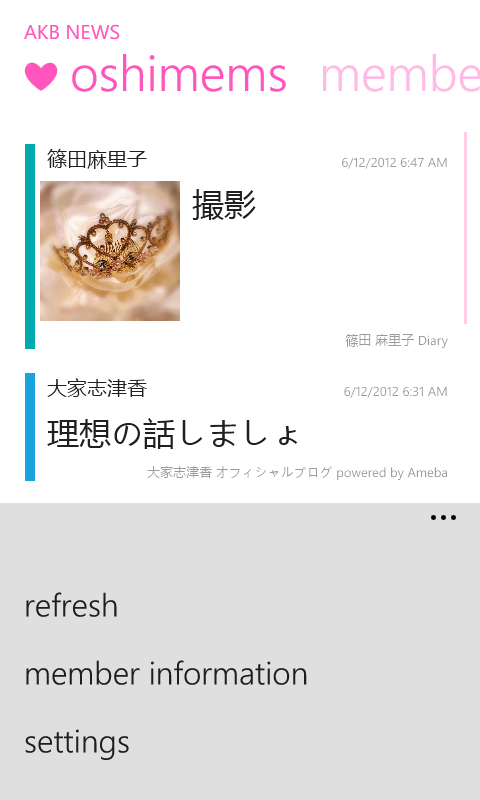 AKB NEWS
oshimems membe
篠田麻里子 6/12/2012 6:47 AM
撮影
篠田 麻里子 Diary
大家志津香 6/12/2012 6:31 AM
理想の話しましょ
大家志津香 オフィシャルブログ powered by Ameba
refresh
member information
settings